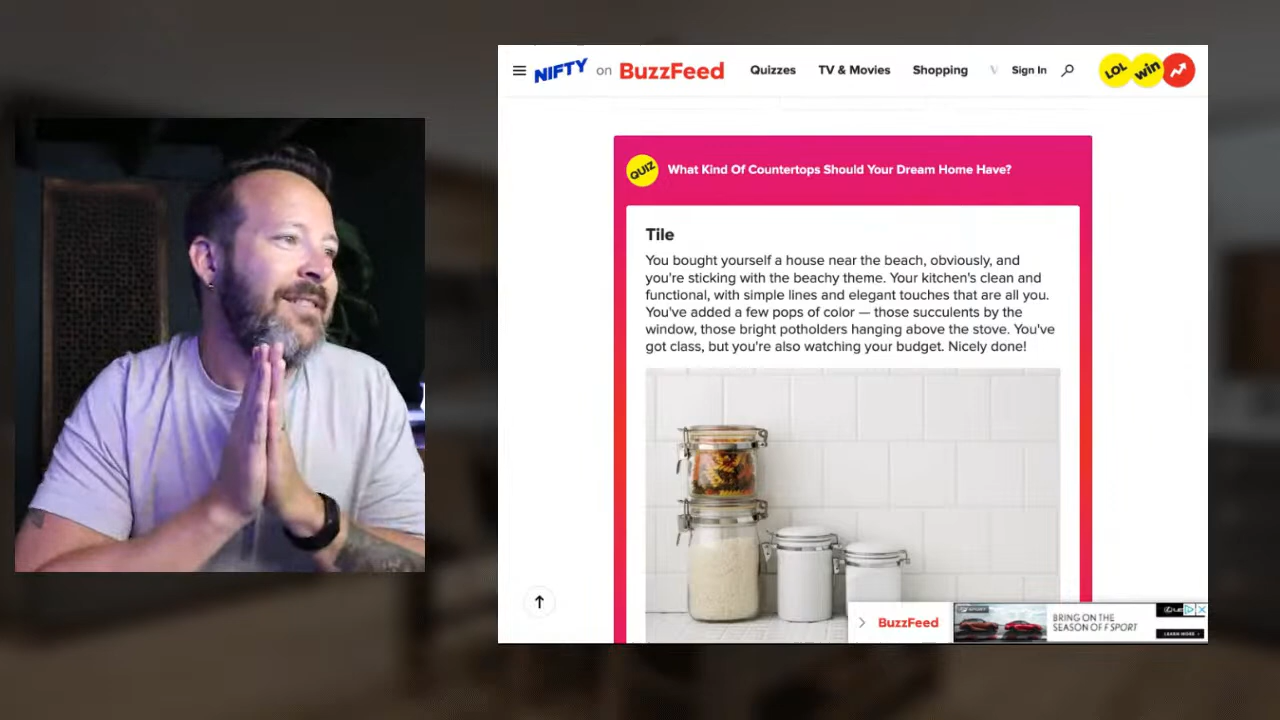 NIFTY on BuzzFeed Quizzes TV & Movies Shopping Sign In LOL win
QUIZ What Kind Of Countertops Should Your Dream Home Have?
Tile
You bought yourself a house near the beach, obviously, and
you're sticking with the beachy theme. Your kitchen's clean and
functional, with simple lines and elegant touches that are all you.
You've added a few pops of color — those succulents by the
window, those bright potholders hanging above the stove. You've
got class, but you're also watching your budget. Nicely done!
BuzzFeed
BRING ON THE
SEASON OF F SPORT
LEARN MORE